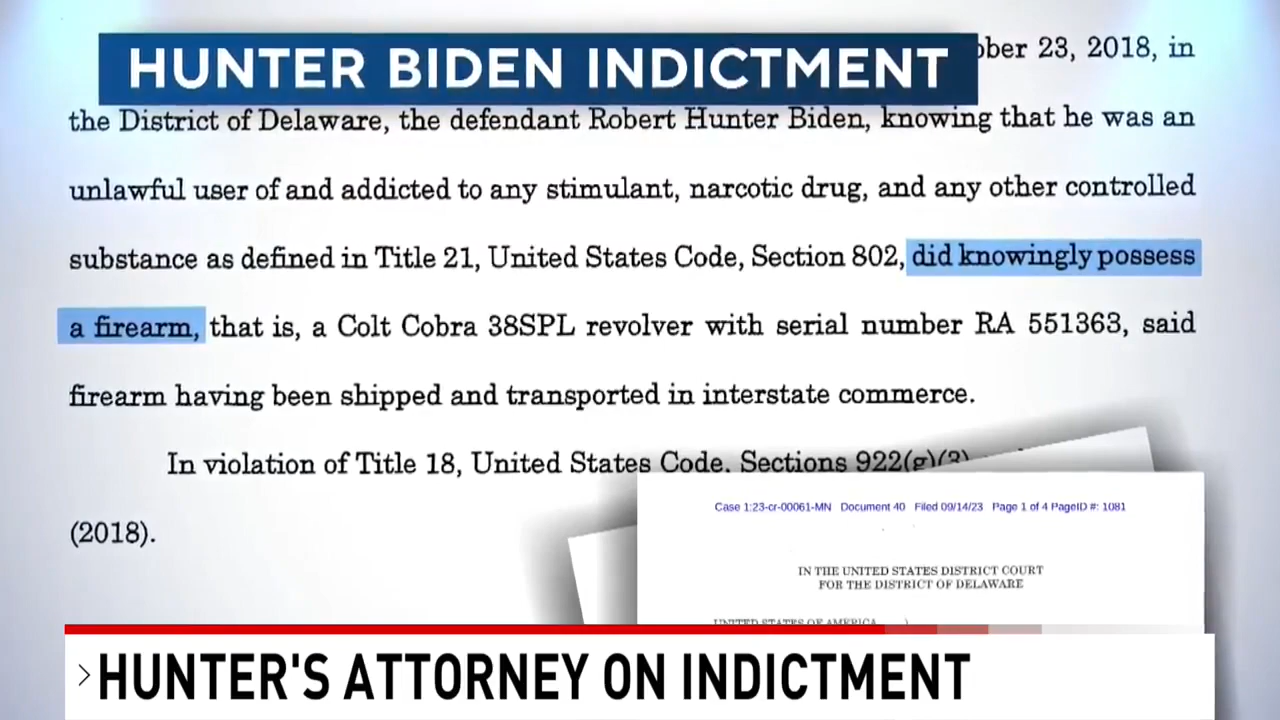 HUNTER BIDEN INDICTMENT
ber 23, 2018, in
the District of Delaware, the defendant Robert Hunter Biden, knowing that he was an
unlawful user of and addicted to any stimulant, narcotic drug, and any other controlled
substance as defined in Title 21, United States Code, Section 802, did knowingly possess
a firearm, that is, a Colt Cobra 38SPL revolver with serial number RA 551363, said
firearm having been shipped and transported in interstate commerce.
In violation of Title 18, United States Code, Sections 922(g)(3)
(2018).
Case 1:23-cr-00061-MN Document 40 Filed 09/14/23 Page 1 of 4 PageID #: 1081
IN THE UNITED STATES DISTRICT COURT
FOR THE DISTRICT OF DELAWARE
UNITED STATES OF AMERICA )
HUNTER'S ATTORNEY ON INDICTMENT